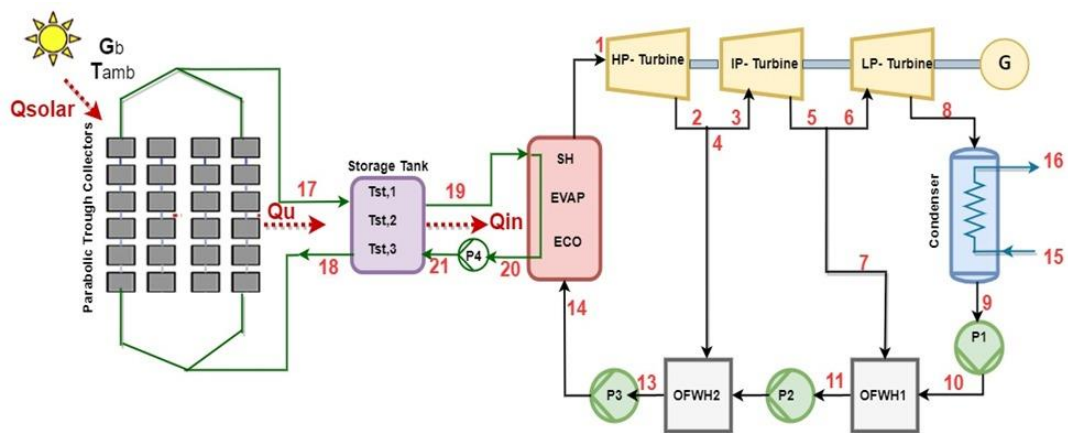 Gb
Tamb
Qsolar
Parabolic Trough Collectors
17
Qu
18
Storage Tank
Tst,1
Tst,2
Tst,3
19
Qin
21
P4
20
SH
EVAP
ECO
14
1
HP- Turbine
2
3
4
IP- Turbine
5
6
7
LP- Turbine
8
G
Condenser
16
15
9
P1
10
OFWH1
11
P2
OFWH2
13
P3